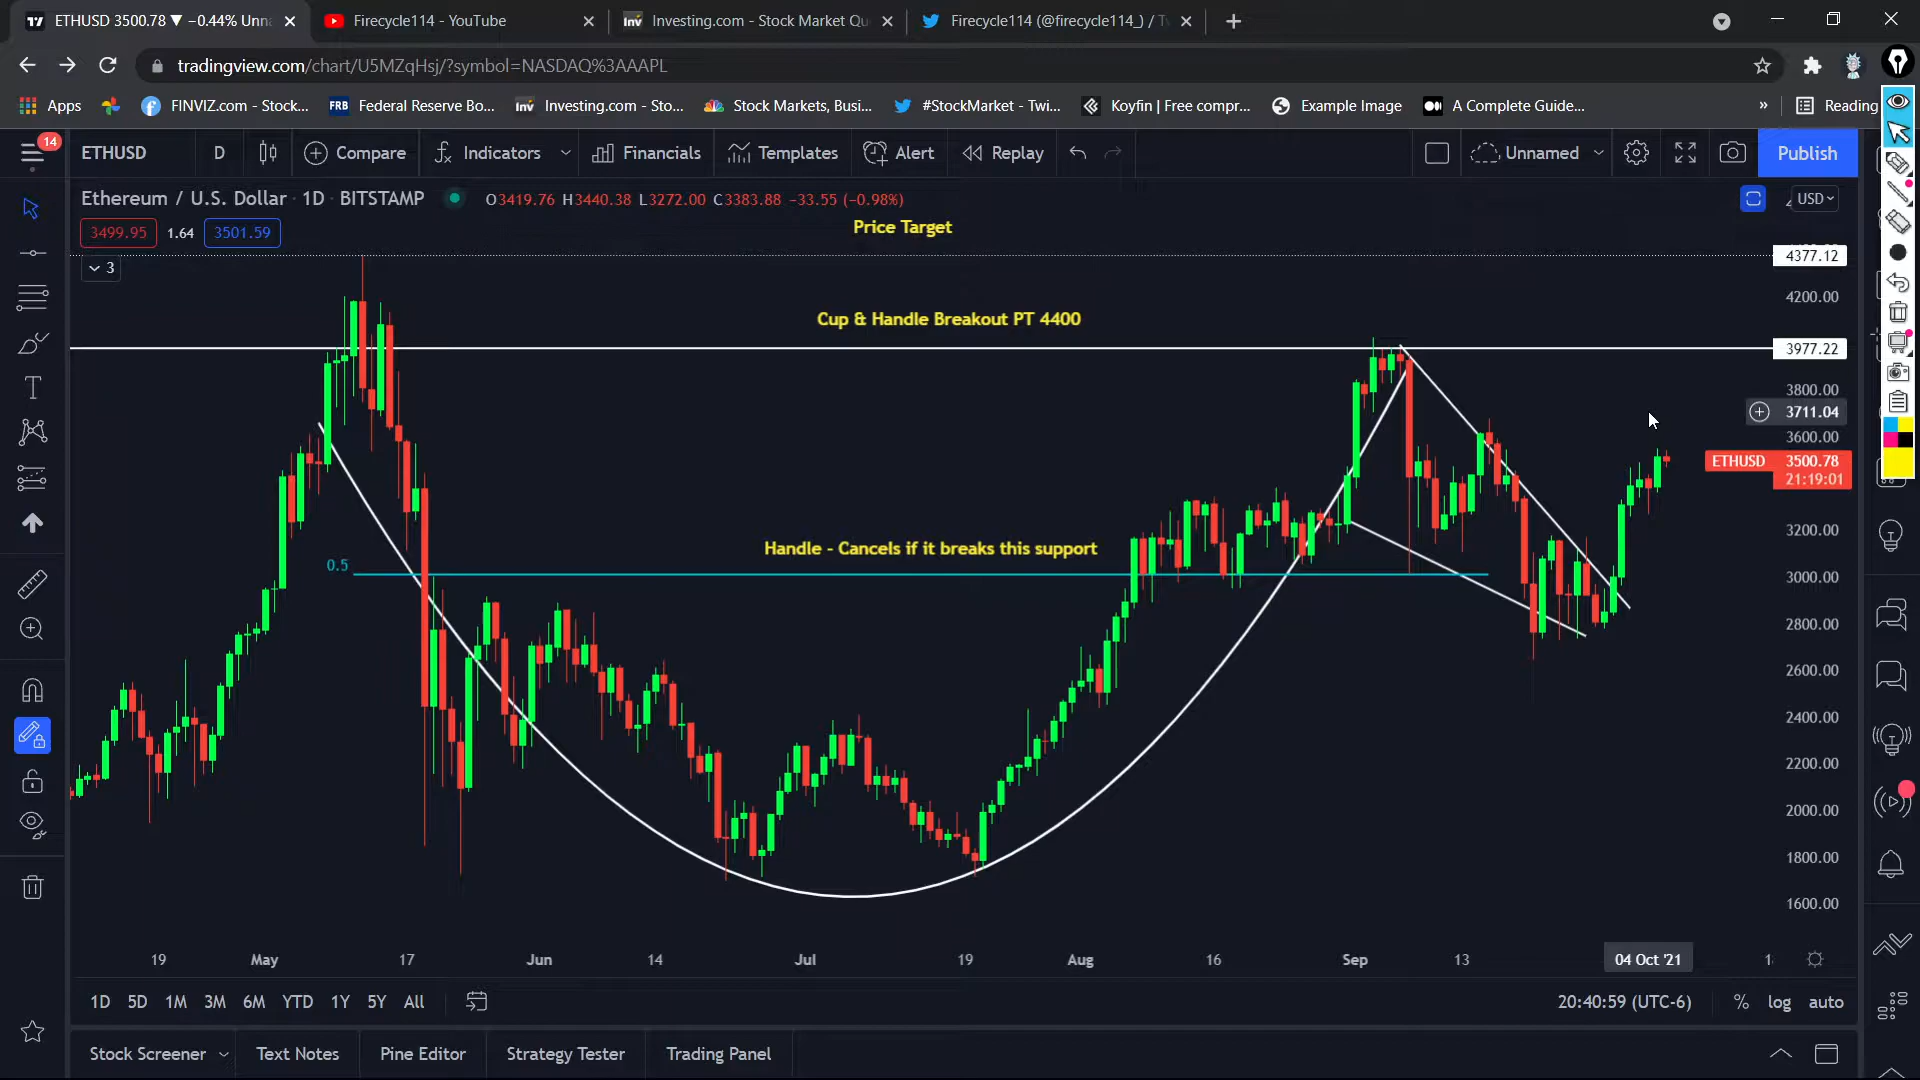 ETHUSD 3500.78 ▼ −0.44% Unna
Firecycle114 - YouTube
Investing.com - Stock Market Qu
Firecycle114 (@firecycle114_) / Tw
tradingview.com/chart/U5MZqHsj/?symbol=NASDAQ%3AAAPL
Apps
FINVIZ.com - Stock...
FRB Federal Reserve Bo...
Inv Investing.com - Sto...
Stock Markets, Busi...
#StockMarket - Twi...
Koyfin | Free compr...
Example Image
A Complete Guide...
»
Reading
14
ETHUSD
D
Compare
Indicators
Financials
Templates
Alert
Replay
Unnamed
Publish
Ethereum / U.S. Dollar · 1D · BITSTAMP
O3419.76 H3440.38 L3272.00 C3383.88 −33.55 (−0.98%)
USD
3499.95 1.64 3501.59
Price Target
3
4377.12
4200.00
Cup & Handle Breakout PT 4400
3977.22
3800.00
3711.04
3600.00
ETHUSD 3500.78
21:19:01
3200.00
Handle - Cancels if it breaks this support
0.5
3000.00
2800.00
2600.00
2400.00
2200.00
2000.00
1800.00
1600.00
19 May 17 Jun 14 Jul 19 Aug 16 Sep 13 04 Oct '21
1D 5D 1M 3M 6M YTD 1Y 5Y All
20:40:59 (UTC-6) % log auto
Stock Screener Text Notes Pine Editor Strategy Tester Trading Panel